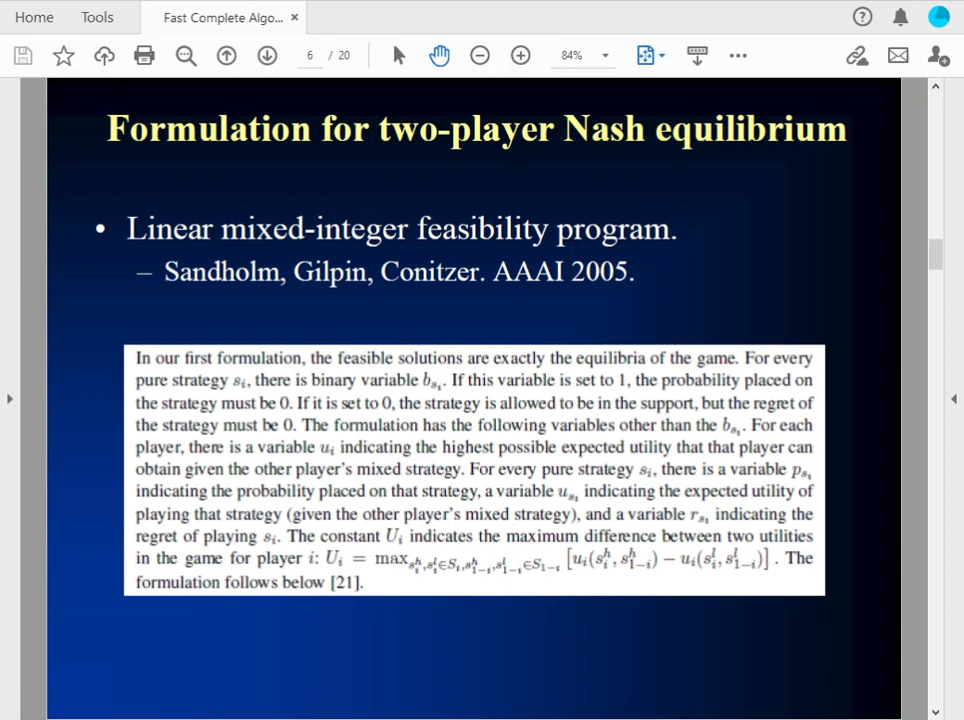 Home Tools Fast Complete Algo... ×
6 / 20 84%
Formulation for two-player Nash equilibrium
• Linear mixed-integer feasibility program.
– Sandholm, Gilpin, Conitzer. AAAI 2005.
In our first formulation, the feasible solutions are exactly the equilibria of the game. For every
pure strategy s_i, there is binary variable b_{s_i}. If this variable is set to 1, the probability placed on
the strategy must be 0. If it is set to 0, the strategy is allowed to be in the support, but the regret of
the strategy must be 0. The formulation has the following variables other than the b_{s_i}. For each
player, there is a variable u_i indicating the highest possible expected utility that that player can
obtain given the other player's mixed strategy. For every pure strategy s_i, there is a variable p_{s_i}
indicating the probability placed on that strategy, a variable u_{s_i} indicating the expected utility of
playing that strategy (given the other player's mixed strategy), and a variable r_{s_i} indicating the
regret of playing s_i. The constant U_i indicates the maximum difference between two utilities
in the game for player i: U_i = max_{s_i^h,s_i^l∈S_i,s_{1-i}^h,s_{1-i}^l∈S_{1-i}} [u_i(s_i^h, s_{1-i}^h) − u_i(s_i^l, s_{1-i}^l)] . The
formulation follows below [21].